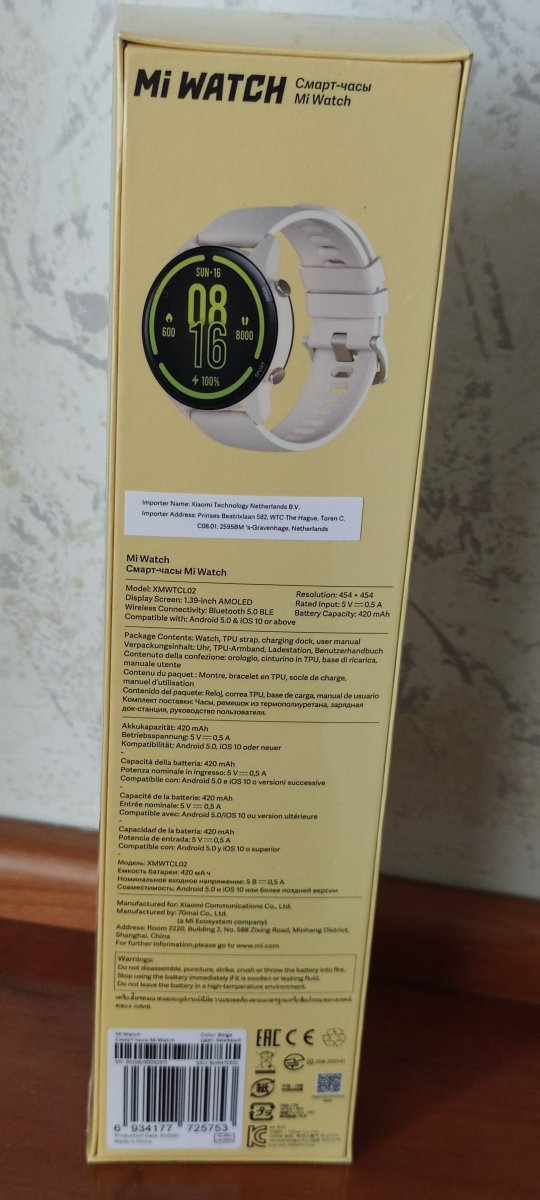 Mi WATCH
Смарт-часы
Mi Watch
SUN·16
08
600
8000
16
100%
SPORT
Importer Name: Xiaomi Technology Netherlands B.V.
Importer Address: Prinses Beatrixlaan 582, WTC The Hague, Toren C,
C08.01, 2595BM 's-Gravenhage, Netherlands
Mi Watch
Смарт-часы Mi Watch
Model: XMWTCL02
Display Screen: 1.39-inch AMOLED
Wireless Connectivity: Bluetooth 5.0 BLE
Compatible with: Android 5.0 & iOS 10 or above
Resolution: 454 * 454
Rated Input: 5 V⎓0.5 A
Battery Capacity: 420 mAh
Package Contents: Watch, TPU strap, charging dock, user manual
Verpackungsinhalt: Uhr, TPU-Armband, Ladestation, Benutzerhandbuch
Contenuto della confezione: orologio, cinturino in TPU, base di ricarica,
manuale utente
Contenu du paquet : Montre, bracelet en TPU, socle de charge,
manuel d'utilisation
Contenido del paquete: Reloj, correa TPU, base de carga, manual de usuario
Комплект поставки: Часы, ремешок из термополиуретана, зарядная
док-станция, руководство пользователя.
Akkukapazität: 420 mAh
Betriebsspannung: 5 V⎓0,5 A
Kompatibilität: Android 5.0, iOS 10 oder neuer
-
Capacità della batteria: 420 mAh
Potenza nominale in ingresso: 5 V⎓0,5 A
Compatibile con: Android 5.0 e iOS 10 o versioni successive
-
Capacité de la batterie: 420 mAh
Entrée nominale: 5 V⎓0,5 A
Compatible avec: Android 5.0/iOS 10 ou version ultérieure
-
Capacidad de la batería: 420 mAh
Potencia de entrada: 5 V⎓0,5 A
Compatible con: Android 5.0 y iOS 10 o superior
-
Модель: XMWTCL02
Емкость батареи: 420 мА·ч
Номинальное входное напряжение: 5 В⎓0,5 А
Совместимость: Android 5.0 и iOS 10 или более поздней версии
Manufactured for: Xiaomi Communications Co., Ltd.
Manufactured by: 70mai Co., Ltd.
(a Mi Ecosystem company)
Address: Room 2220, Building 2, No. 588 Zixing Road, Minhang District,
Shanghai, China
For further information,please go to www.mi.com
Warnings:
Do not disassemble, puncture, strike, crush or throw the battery into fire.
Stop using the battery immediately if it is swollen or leaking fluid.
Do not leave the battery in a high-temperature environment.
Mi Watch
Смарт-часы Mi Watch
Color: Beige
Цвет: Бежевый
EAC CE
6 934177 725753
Made in China